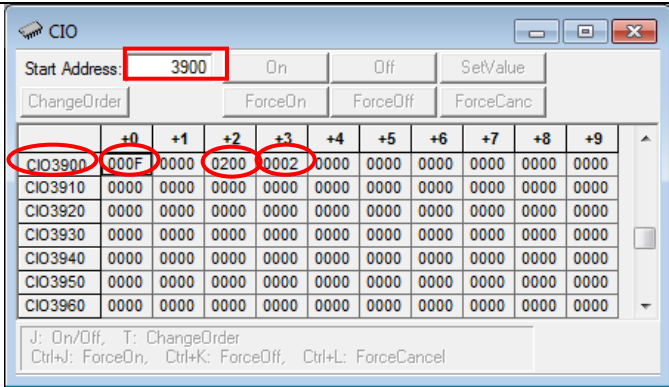 CIO
Start Address: 3900 On Off SetValue
ChangeOrder ForceOn ForceOff ForceCanc
+0 +1 +2 +3 +4 +5 +6 +7 +8 +9
CIO3900 000F 0000 0200 0002 0000 0000 0000 0000 0000 0000
CIO3910 0000 0000 0000 0000 0000 0000 0000 0000 0000 0000
CIO3920 0000 0000 0000 0000 0000 0000 0000 0000 0000 0000
CIO3930 0000 0000 0000 0000 0000 0000 0000 0000 0000 0000
CIO3940 0000 0000 0000 0000 0000 0000 0000 0000 0000 0000
CIO3950 0000 0000 0000 0000 0000 0000 0000 0000 0000 0000
CIO3960 0000 0000 0000 0000 0000 0000 0000 0000 0000 0000
J: On/Off, T: ChangeOrder
Ctrl+J: ForceOn, Ctrl+K: ForceOff, Ctrl+L: ForceCancel